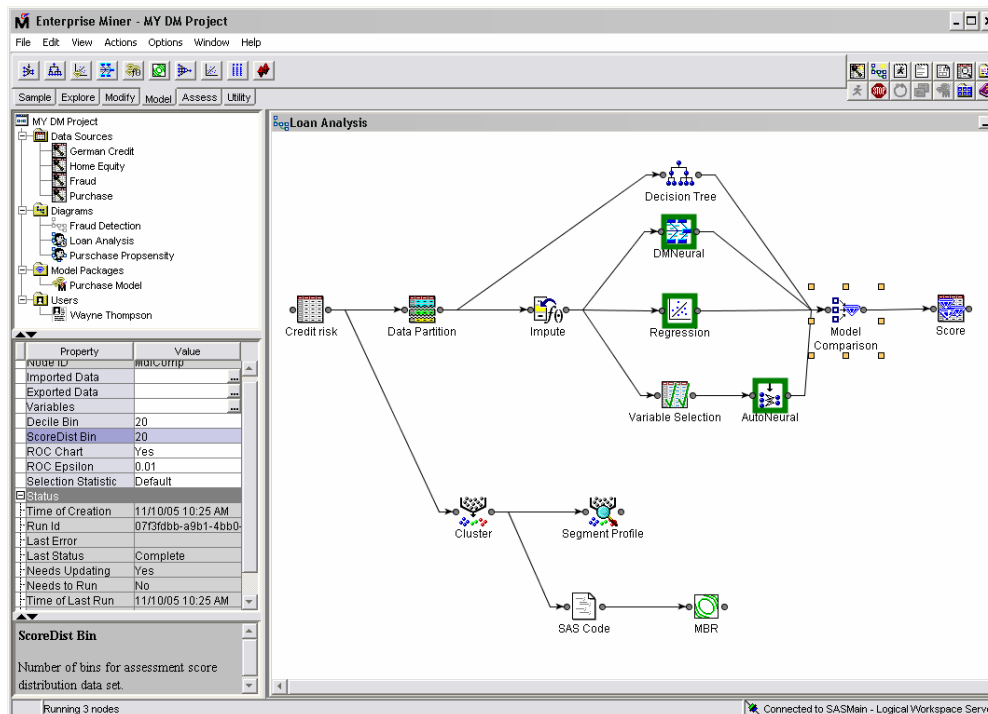 Enterprise Miner - MY DM Project
File Edit View Actions Options Window Help
Sample Explore Modify Model Assess Utility
MY DM Project
Data Sources
German Credit
Home Equity
Fraud
Purchase
Diagrams
Fraud Detection
Loan Analysis
Purschase Propsensity
Model Packages
Purchase Model
Users
Wayne Thompson
Property Value
Node ID MdlComp
Imported Data ...
Exported Data ...
Variables ...
Decile Bin 20
ScoreDist Bin 20
ROC Chart Yes
ROC Epsilon 0.01
Selection Statistic Default
Status
Time of Creation 11/10/05 10:25 AM
Run Id 07f3fdbb-a9b1-4bb0-
Last Error
Last Status Complete
Needs Updating Yes
Needs to Run No
Time of Last Run 11/10/05 10:25 AM
ScoreDist Bin
Number of bins for assessment score
distribution data set.
Running 3 nodes
STOP
Loan Analysis
Decision Tree
DMNeural
Credit risk
Data Partition
Impute
Regression
Model
Comparison
Score
Variable Selection
AutoNeural
Cluster
Segment Profile
SAS Code
MBR
Connected to SASMain - Logical Workspace Serve